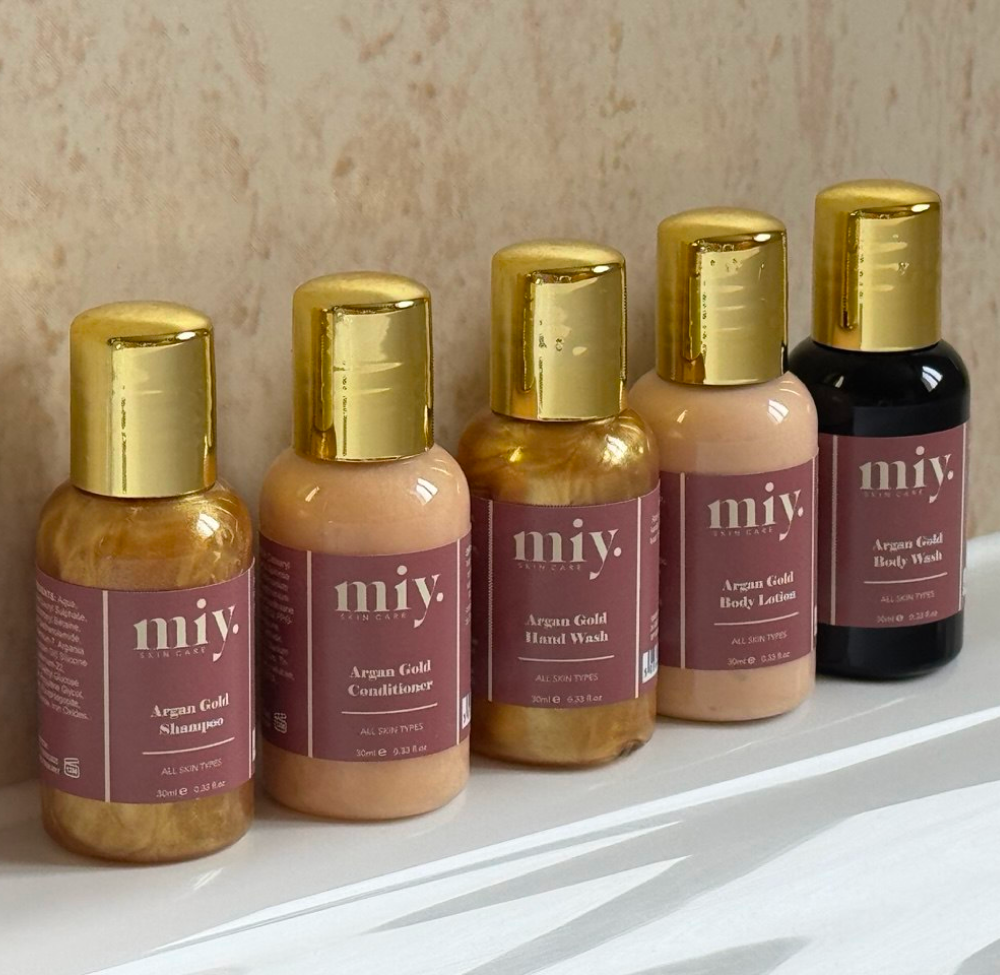 miy.
SKIN CARE
Argan Gold
Shampoo
ALL SKIN TYPES
30ml e 0.33 fl.oz
miy.
SKIN CARE
Argan Gold
Conditioner
ALL SKIN TYPES
30ml e 0.33 fl.oz
miy.
SKIN CARE
Argan Gold
Hand Wash
ALL SKIN TYPES
30ml e 0.33 fl.oz
miy.
SKIN CARE
Argan Gold
Body Lotion
ALL SKIN TYPES
30ml e 0.33 fl.oz
miy.
SKIN CARE
Argan Gold
Body Wash
ALL SKIN TYPES
30ml e 0.33 fl.oz